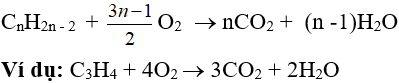 CₙH₂ₙ₋₂ + (3n−1)/2 O₂ → nCO₂ + (n -1)H₂O
Ví dụ: C₃H₄ + 4O₂ → 3CO₂ + 2H₂O